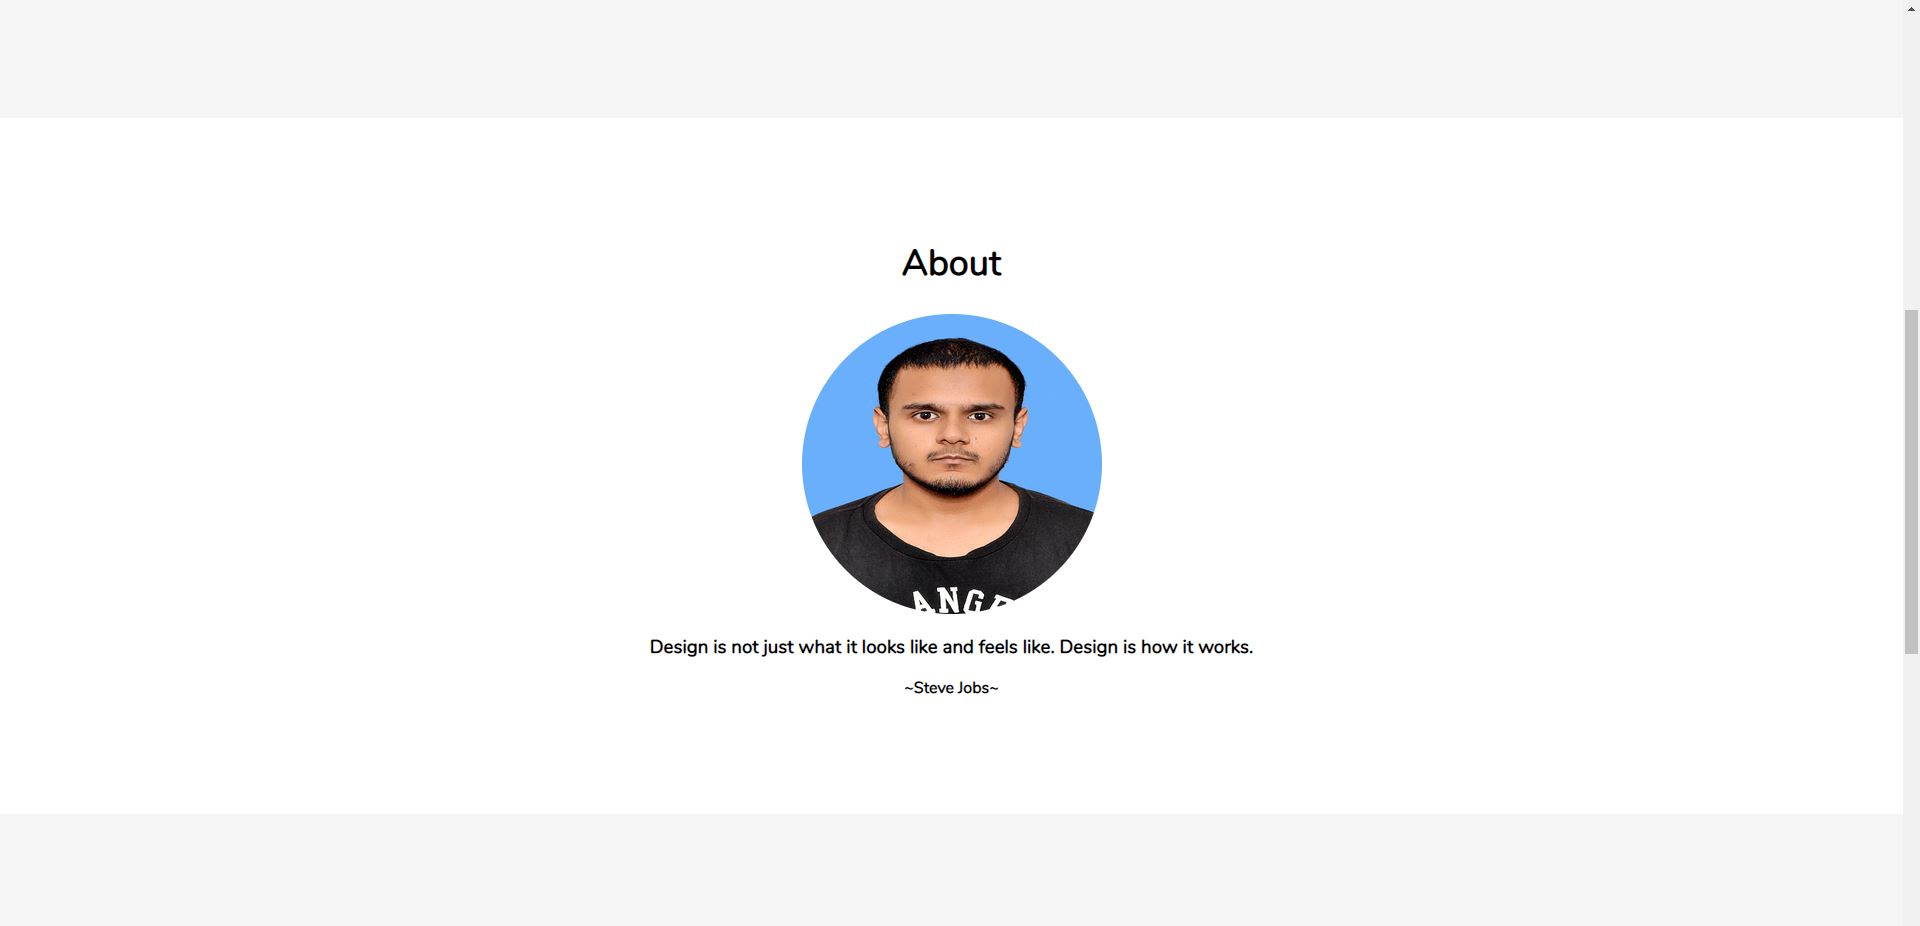 About
ANGE
Design is not just what it looks like and feels like. Design is how it works.
~Steve Jobs~